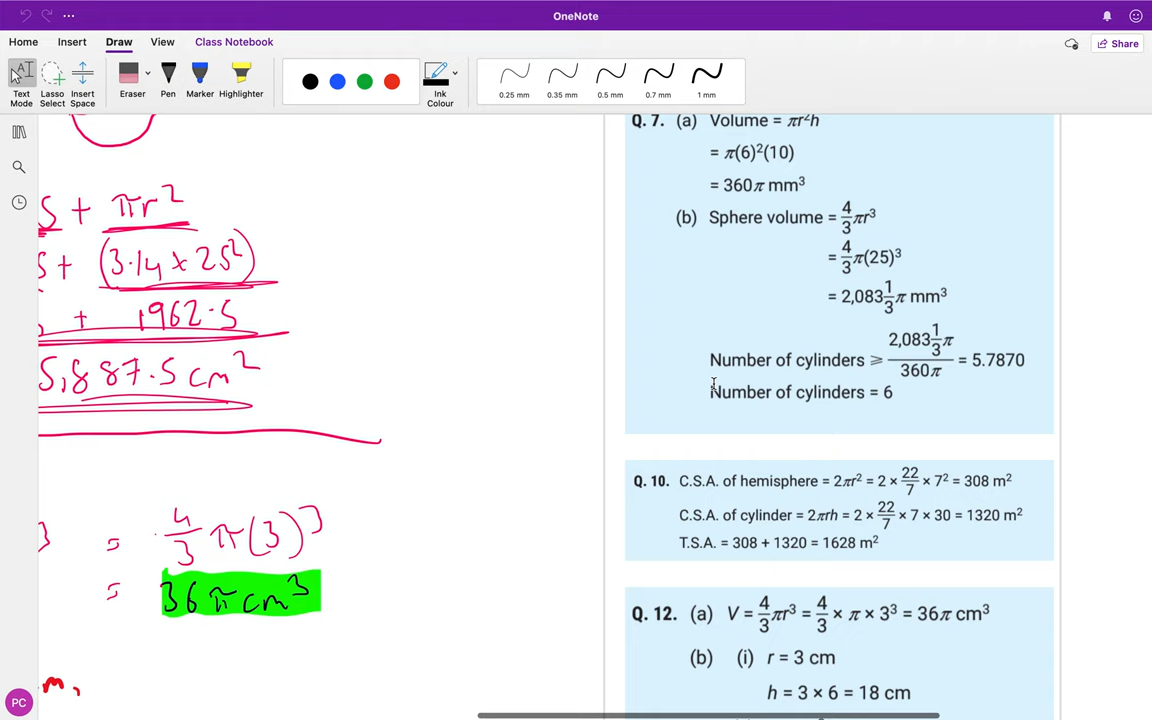 OneNote
Home Insert Draw View Class Notebook
Share
Text Mode
Lasso Select
Insert Space
Eraser
Pen
Marker
Highlighter
Ink Colour
0.25 mm 0.35 mm 0.5 mm 0.7 mm 1 mm
S + πr²
+ (3.14 x 25²)
+ 1962.5
5,887.5 cm²
= 4/3 π(3)³
= 36π cm³
m,
PC
Q. 7. (a) Volume = πr²h
= π(6)²(10)
= 360π mm³
(b) Sphere volume = 4/3 πr³
= 4/3 π(25)³
= 2,083 1/3 π mm³
Number of cylinders ⩾ 2,083 1/3 π / 360π = 5.7870
Number of cylinders = 6
Q. 10. C.S.A. of hemisphere = 2πr² = 2 × 22/7 × 7² = 308 m²
C.S.A. of cylinder = 2πrh = 2 × 22/7 × 7 × 30 = 1320 m²
T.S.A. = 308 + 1320 = 1628 m²
Q. 12. (a) V = 4/3 πr³ = 4/3 × π × 3³ = 36π cm³
(b) (i) r = 3 cm
h = 3 × 6 = 18 cm